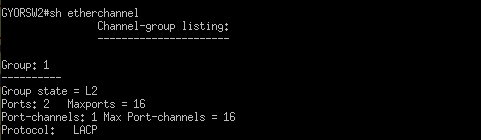 GYORSW2#sh etherchannel
Channel-group listing:
----------------------
Group: 1
----------
Group state = L2
Ports: 2   Maxports = 16
Port-channels: 1 Max Port-channels = 16
Protocol:   LACP